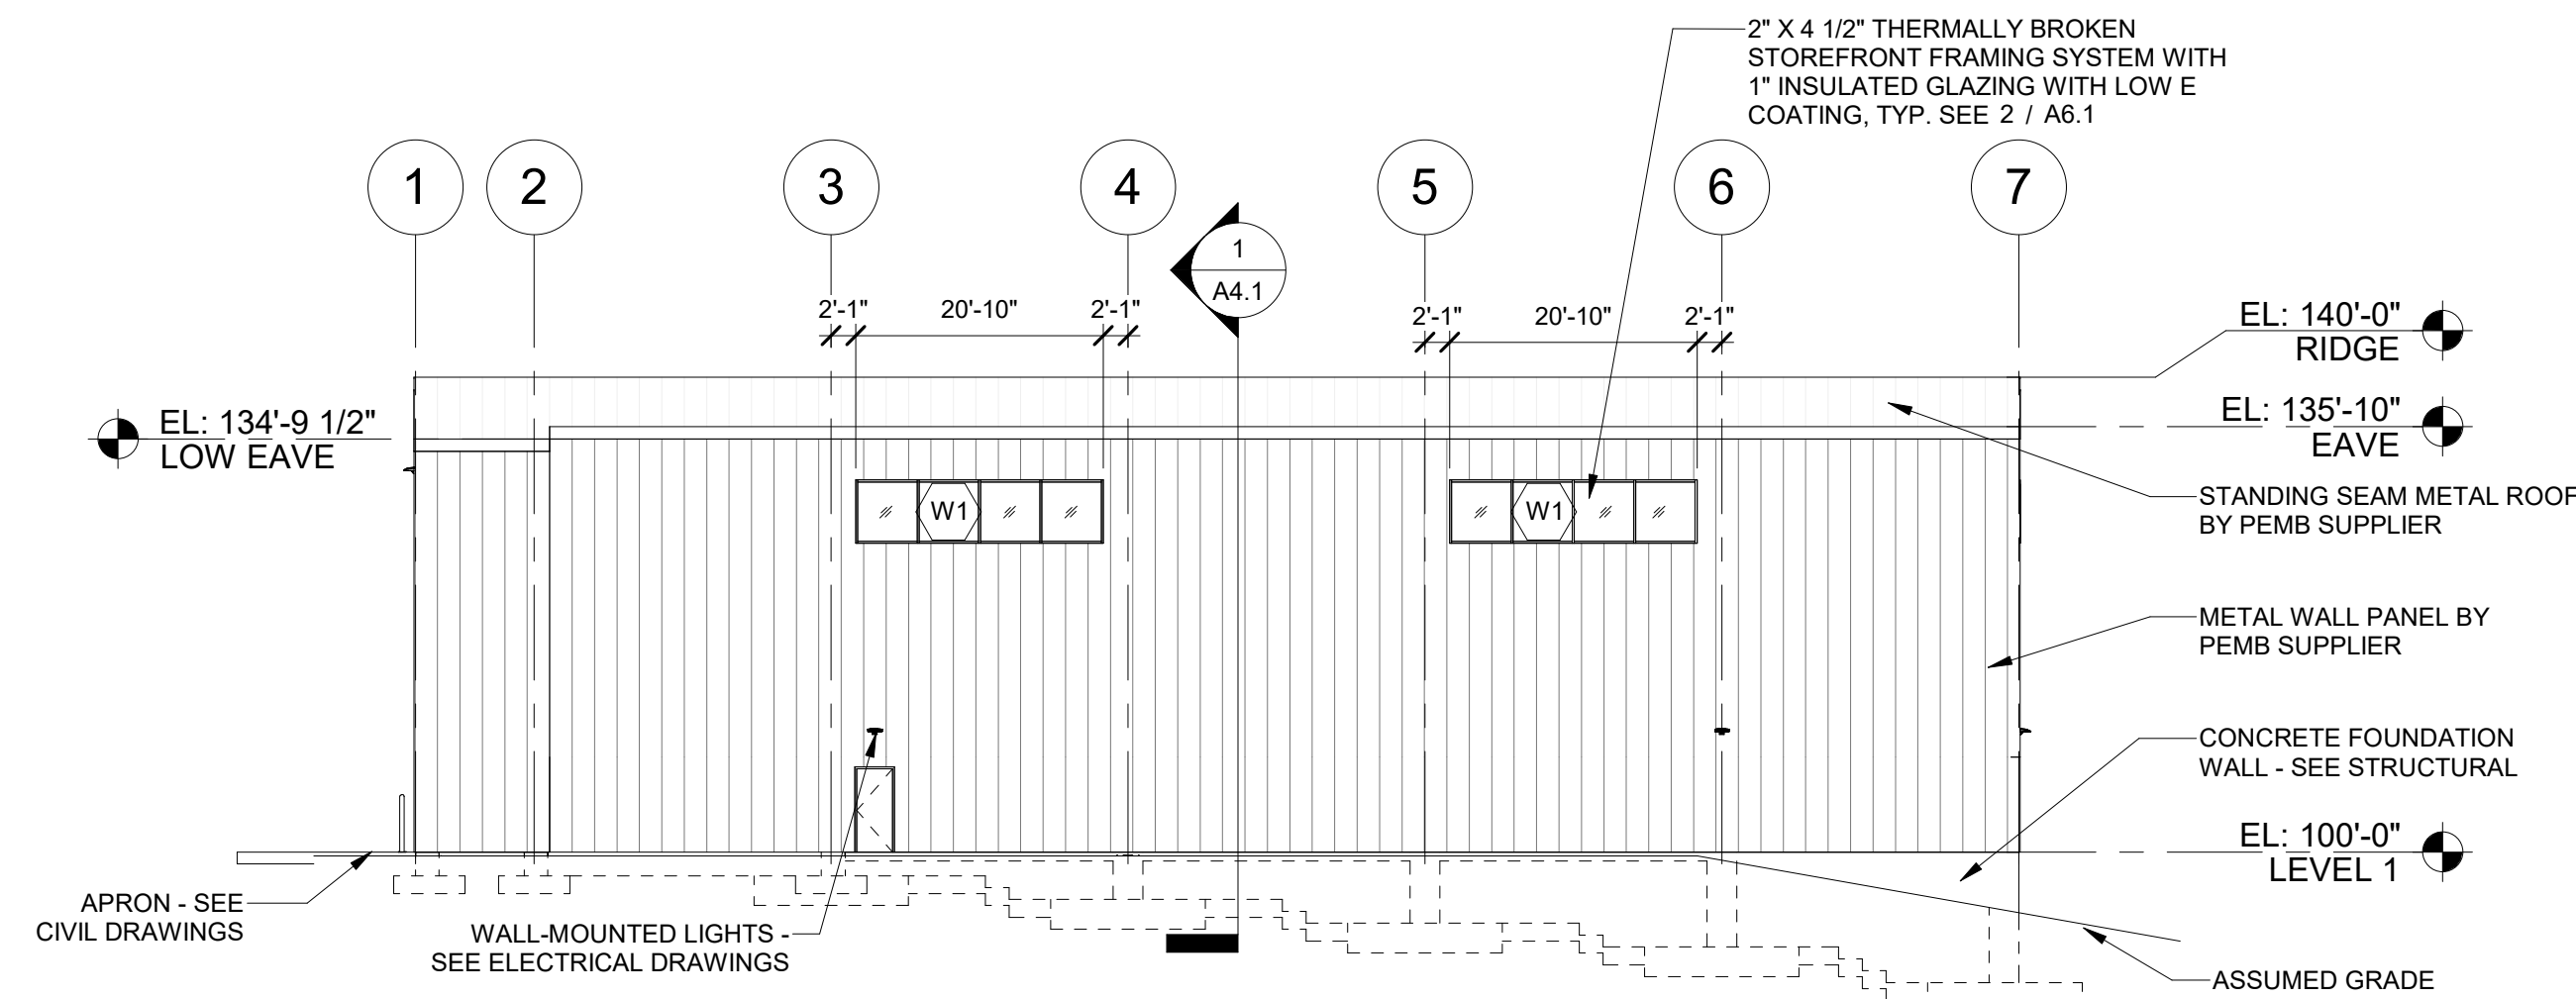 2" X 4 1/2" THERMALLY BROKEN
STOREFRONT FRAMING SYSTEM WITH
1" INSULATED GLAZING WITH LOW E
COATING, TYP. SEE 2 / A6.1
1
2
3
4
5
6
7
1
A4.1
2'-1"
20'-10"
2'-1"
2'-1"
20'-10"
2'-1"
EL: 140'-0"
RIDGE
EL: 134'-9 1/2"
LOW EAVE
EL: 135'-10"
EAVE
W1
W1
STANDING SEAM METAL ROOF
BY PEMB SUPPLIER
METAL WALL PANEL BY
PEMB SUPPLIER
CONCRETE FOUNDATION
WALL - SEE STRUCTURAL
EL: 100'-0"
LEVEL 1
APRON - SEE
CIVIL DRAWINGS
WALL-MOUNTED LIGHTS -
SEE ELECTRICAL DRAWINGS
ASSUMED GRADE